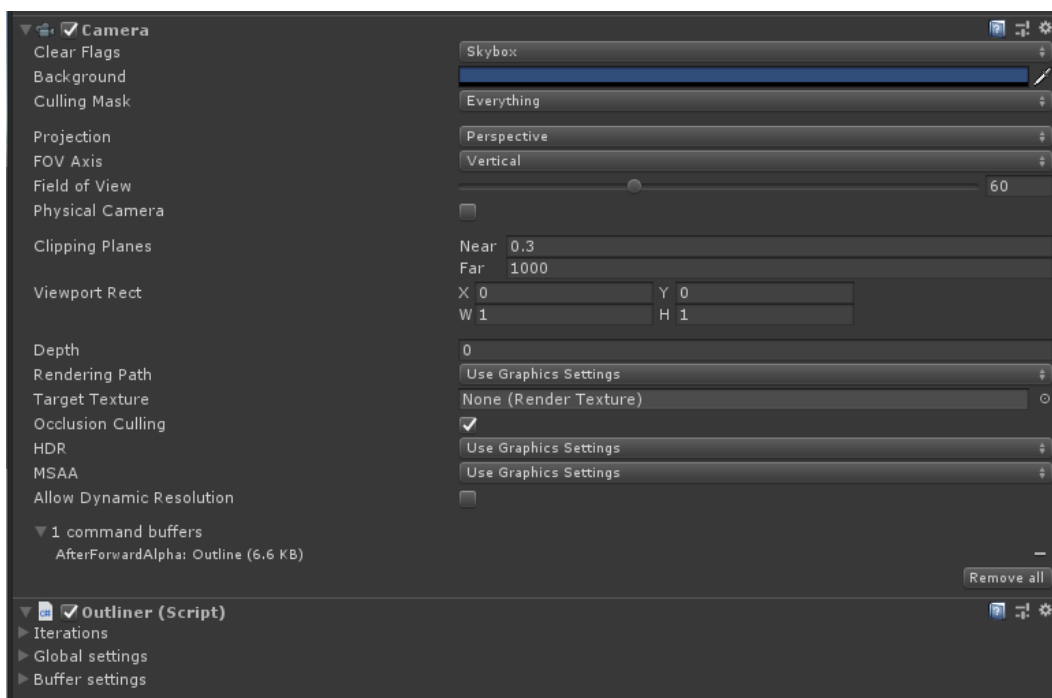 Camera
Clear Flags Skybox
Background
Culling Mask Everything
Projection Perspective
FOV Axis Vertical
Field of View 60
Physical Camera
Clipping Planes Near 0.3
Far 1000
Viewport Rect X 0 Y 0
W 1 H 1
Depth 0
Rendering Path Use Graphics Settings
Target Texture None (Render Texture)
Occlusion Culling
HDR Use Graphics Settings
MSAA Use Graphics Settings
Allow Dynamic Resolution
1 command buffers
AfterForwardAlpha: Outline (6.6 KB)
Remove all
Outliner (Script)
Iterations
Global settings
Buffer settings